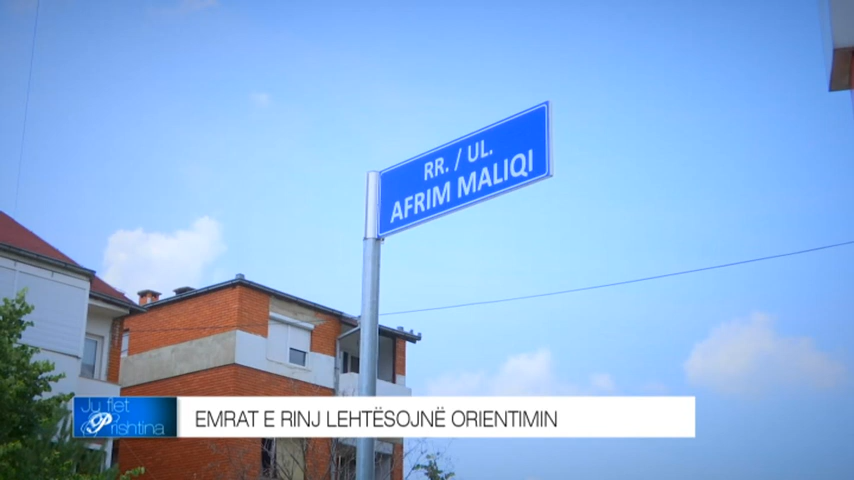 RR. / UL.
AFRIM MALIQI
Ju flet
Prishtina
EMRAT E RINJ LEHTËSOJNË ORIENTIMIN